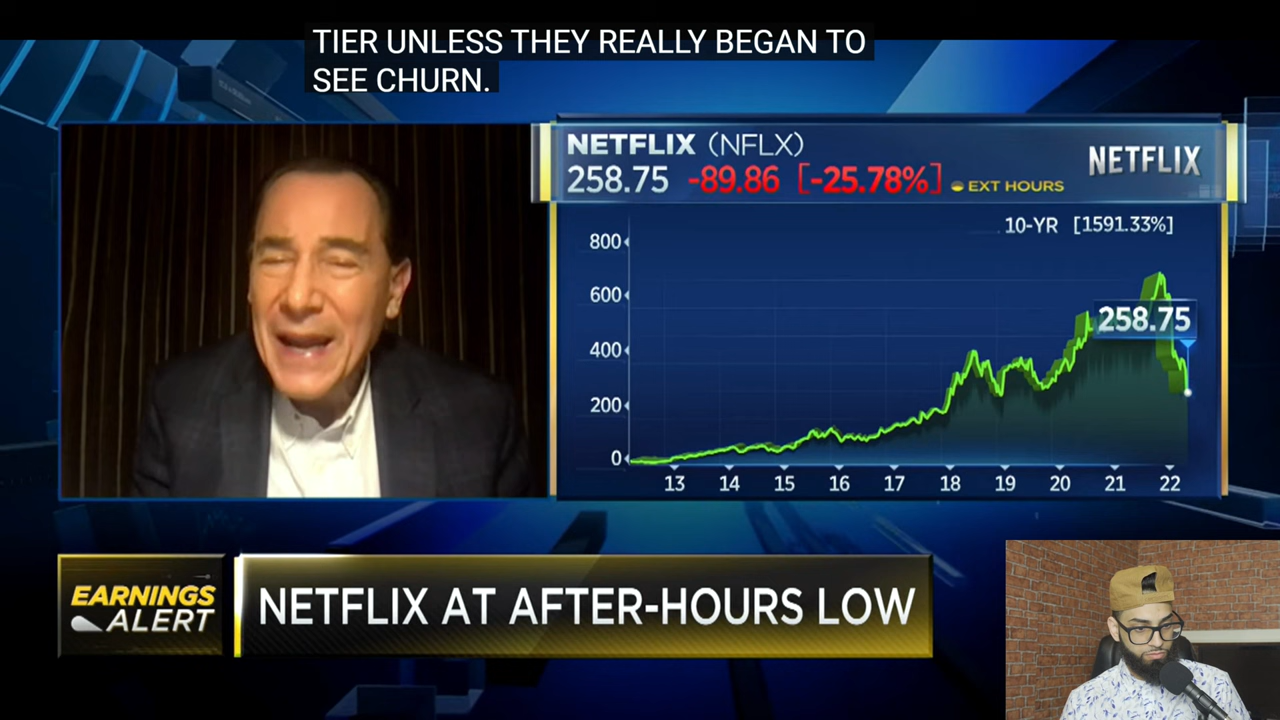 TIER UNLESS THEY REALLY BEGAN TO
SEE CHURN.
NETFLIX (NFLX)
258.75 -89.86 [-25.78%] EXT HOURS
NETFLIX
10-YR [1591.33%]
800
600
400
200
0
258.75
13 14 15 16 17 18 19 20 21 22
EARNINGS
ALERT
NETFLIX AT AFTER-HOURS LOW